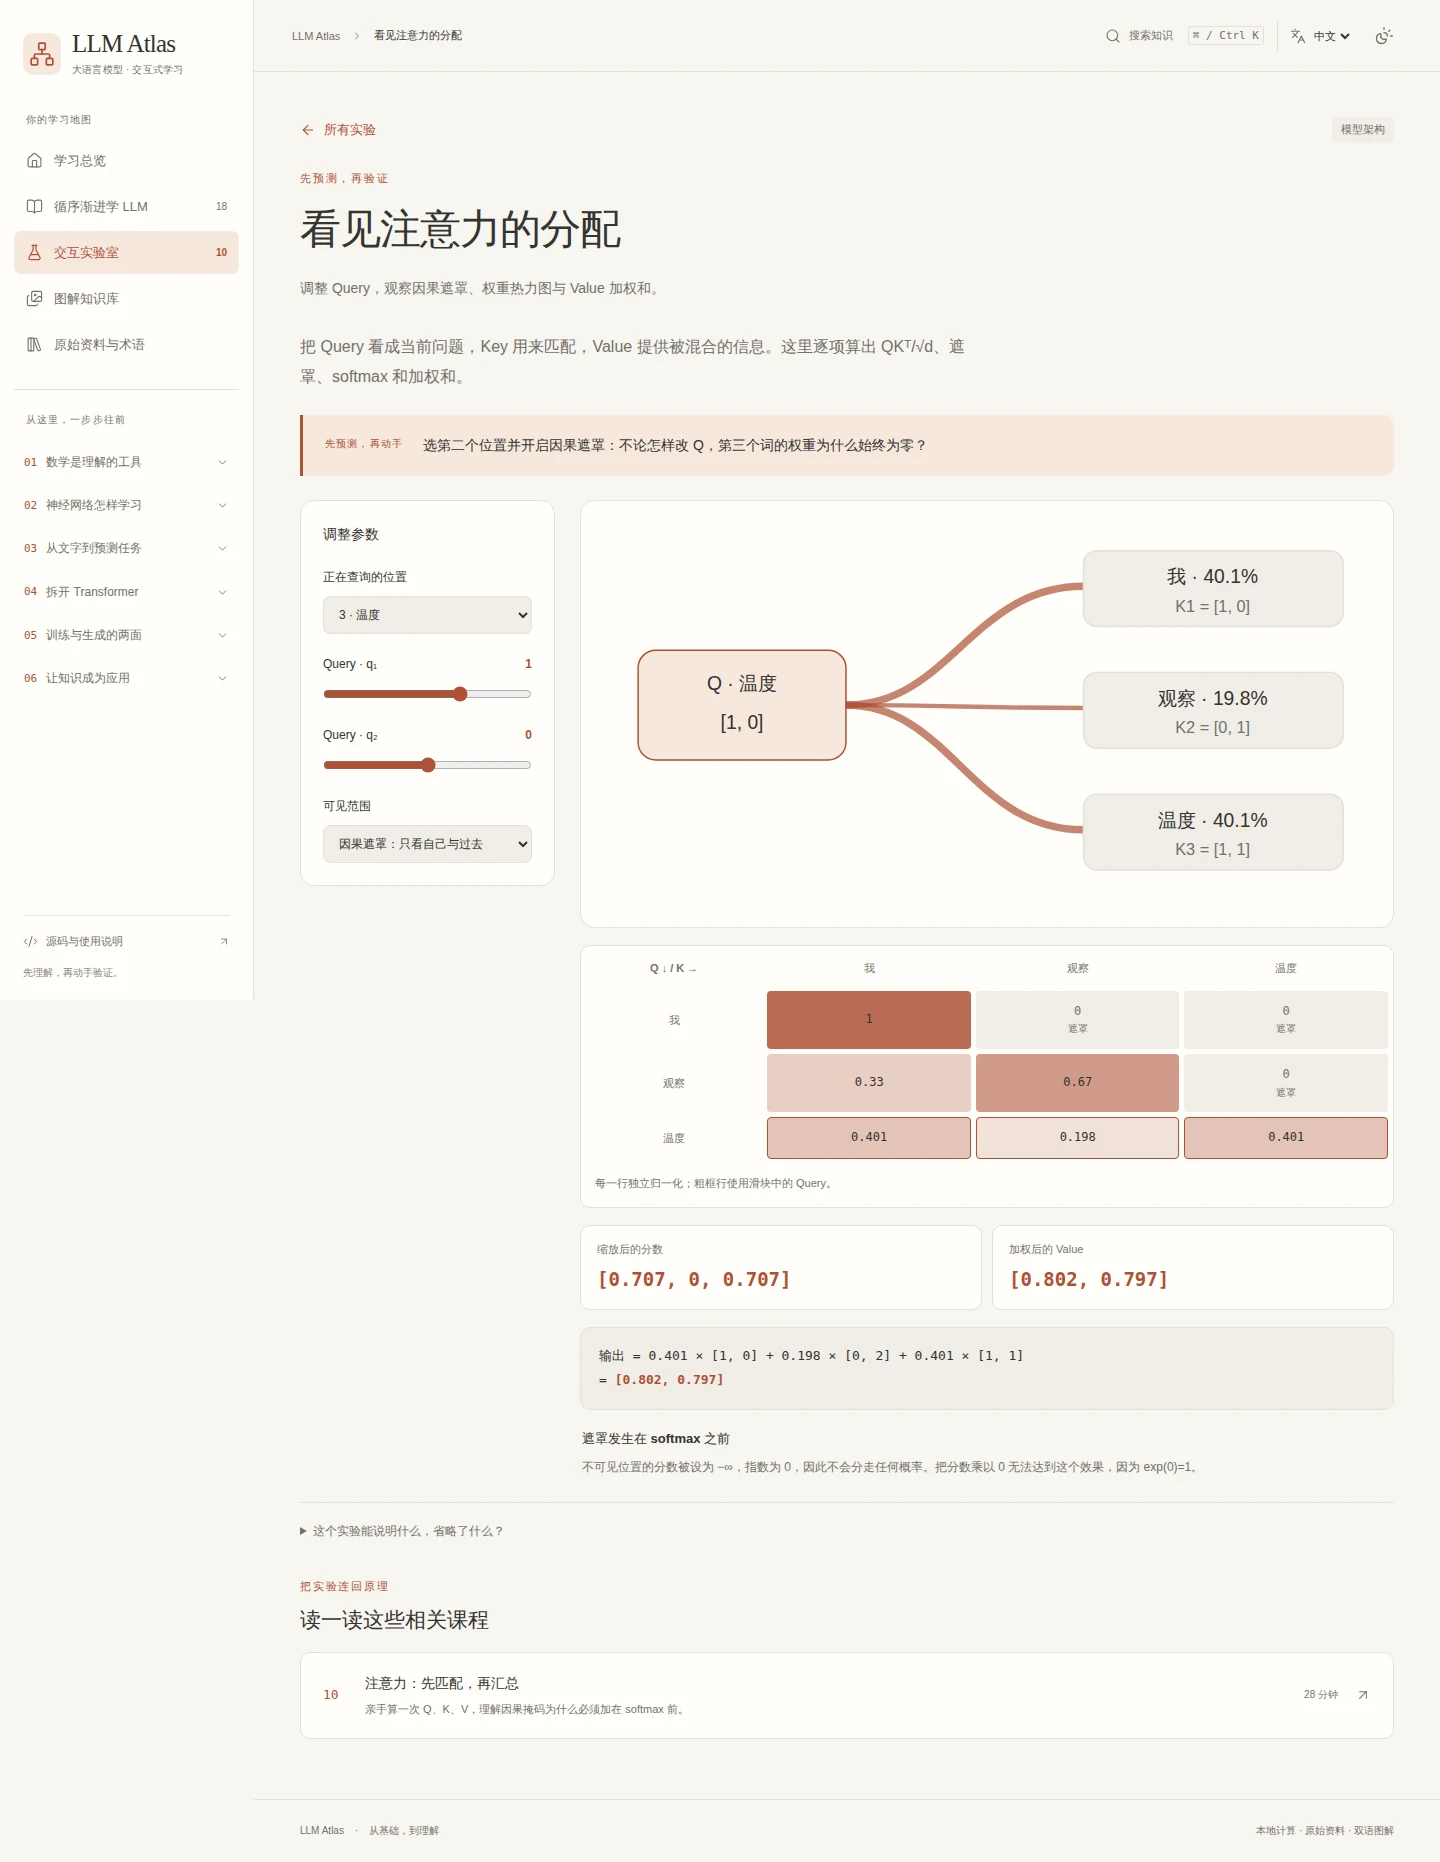 LLM Atlas
大语言模型 · 交互式学习
你的学习地图
学习总览
循序渐进学 LLM 18
交互实验室 10
图解知识库
原始资料与术语
从这里，一步步往前
01 数学是理解的工具
02 神经网络怎样学习
03 从文字到预测任务
04 拆开 Transformer
05 训练与生成的两面
06 让知识成为应用
源码与使用说明
先理解，再动手验证。
LLM Atlas 看见注意力的分配
搜索知识 ⌘ / Ctrl K
中文
所有实验
模型架构
先预测，再验证
看见注意力的分配
调整 Query，观察因果遮罩、权重热力图与 Value 加权和。
把 Query 看成当前问题，Key 用来匹配，Value 提供被混合的信息。这里逐项算出 QKᵀ/√d、遮
罩、softmax 和加权和。
先预测，再动手 选第二个位置并开启因果遮罩：不论怎样改 Q，第三个词的权重为什么始终为零？
调整参数
正在查询的位置
3 · 温度
Query · q₁ 1
Query · q₂ 0
可见范围
因果遮罩：只看自己与过去
Q · 温度
[1, 0]
我 · 40.1%
K1 = [1, 0]
观察 · 19.8%
K2 = [0, 1]
温度 · 40.1%
K3 = [1, 1]
Q ↓ / K → 我 观察 温度
我 1 0 遮罩 0 遮罩
观察 0.33 0.67 0 遮罩
温度 0.401 0.198 0.401
每一行独立归一化；粗框行使用滑块中的 Query。
缩放后的分数
[0.707, 0, 0.707]
加权后的 Value
[0.802, 0.797]
输出 = 0.401 × [1, 0] + 0.198 × [0, 2] + 0.401 × [1, 1]
= [0.802, 0.797]
遮罩发生在 softmax 之前
不可见位置的分数被设为 −∞，指数为 0，因此不会分走任何概率。把分数乘以 0 无法达到这个效果，因为 exp(0)=1。
这个实验能说明什么，省略了什么？
把实验连回原理
读一读这些相关课程
10 注意力：先匹配，再汇总
亲手算一次 Q、K、V，理解因果掩码为什么必须加在 softmax 前。
28 分钟
LLM Atlas · 从基础，到理解
本地计算 · 原始资料 · 双语图解